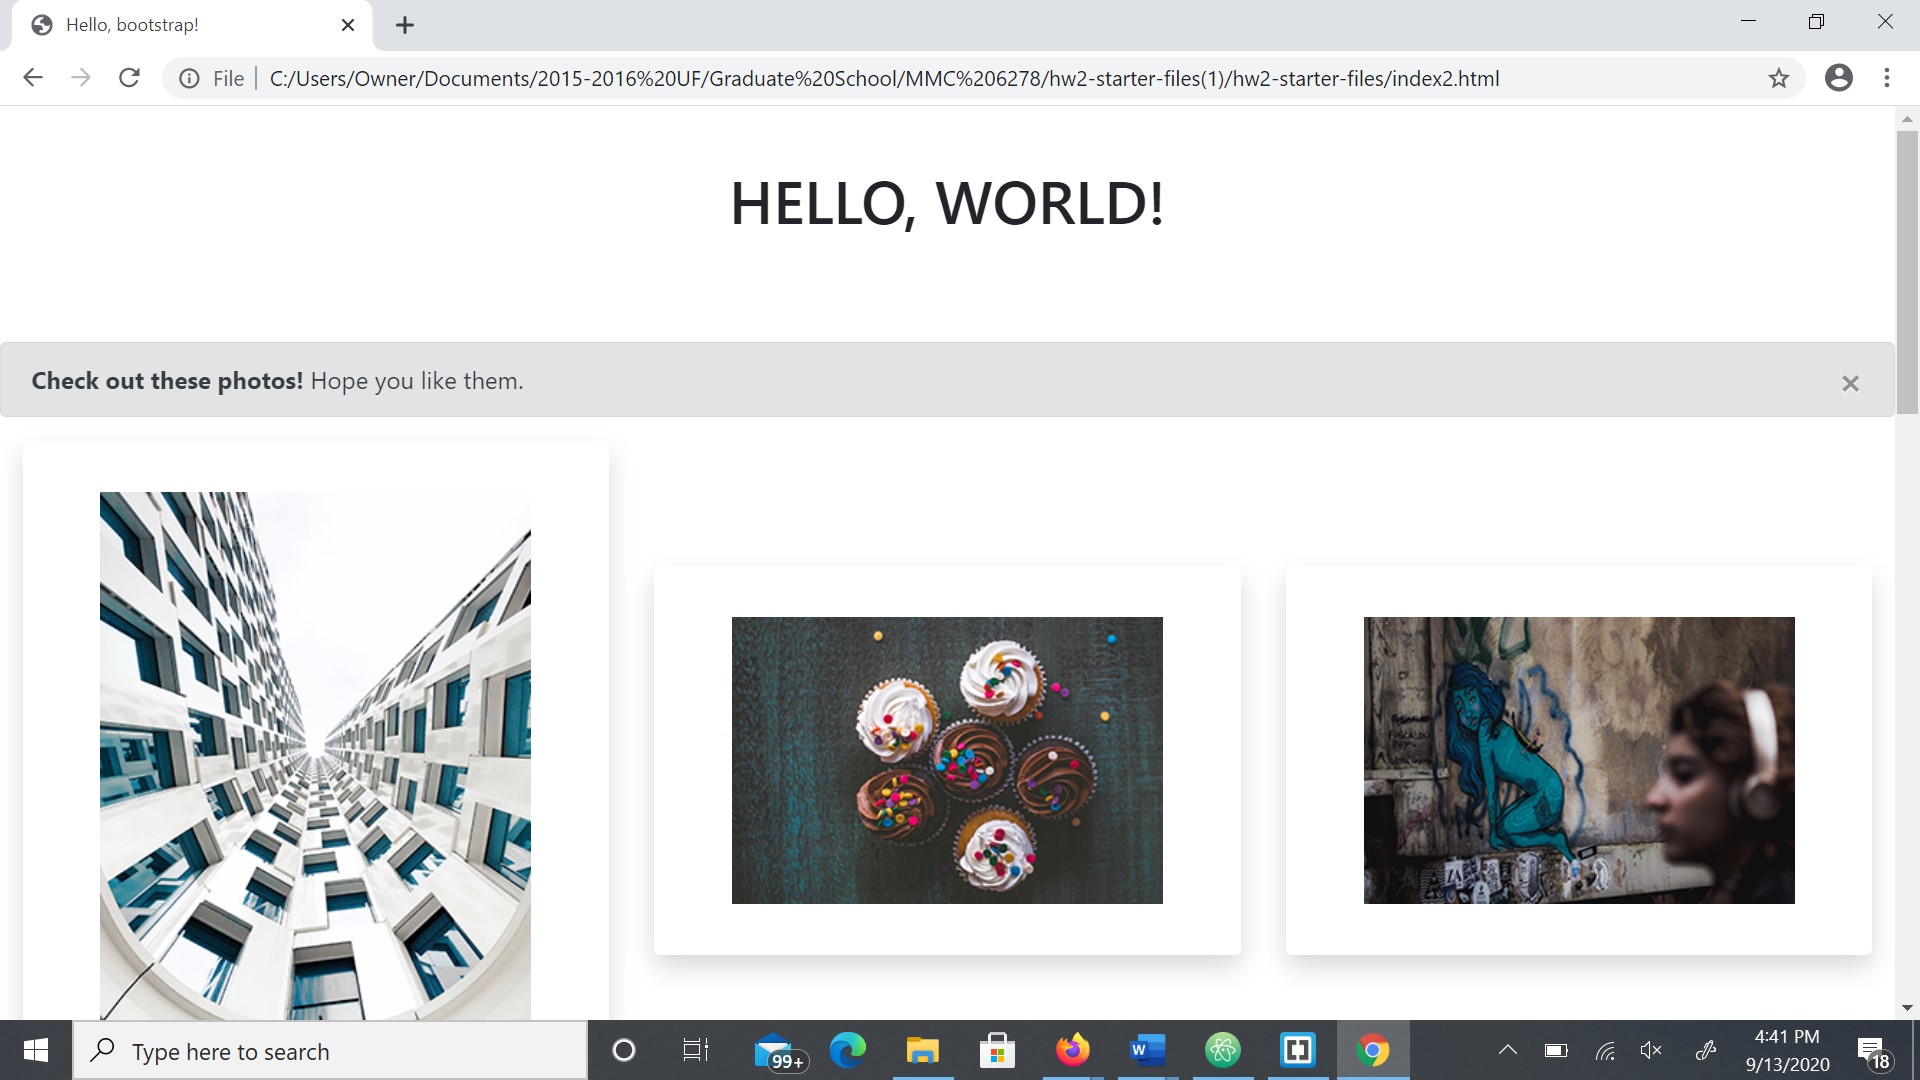 Hello, bootstrap!
File
C:/Users/Owner/Documents/2015-2016%20UF/Graduate%20School/MMC%206278/hw2-starter-files(1)/hw2-starter-files/index2.html
HELLO, WORLD!
Check out these photos! Hope you like them.
Type here to search
99+
W
4:41 PM
9/13/2020
18